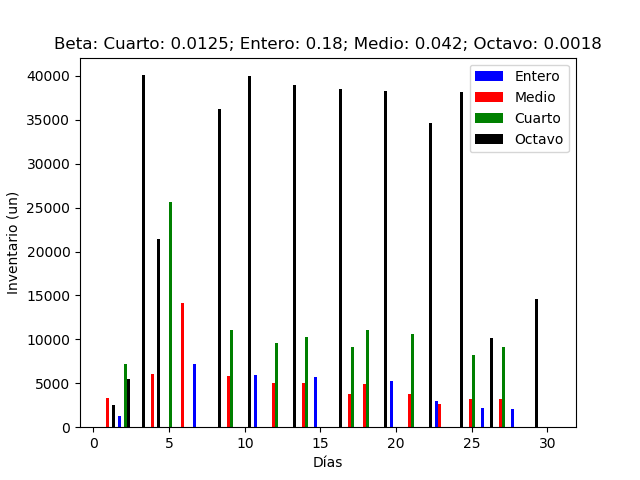 Beta: Cuarto: 0.0125; Entero: 0.18; Medio: 0.042; Octavo: 0.0018
40000
35000
30000
25000
20000
15000
10000
5000
0
Inventario (un)
Entero
Medio
Cuarto
Octavo
0 5 10 15 20 25 30
Días